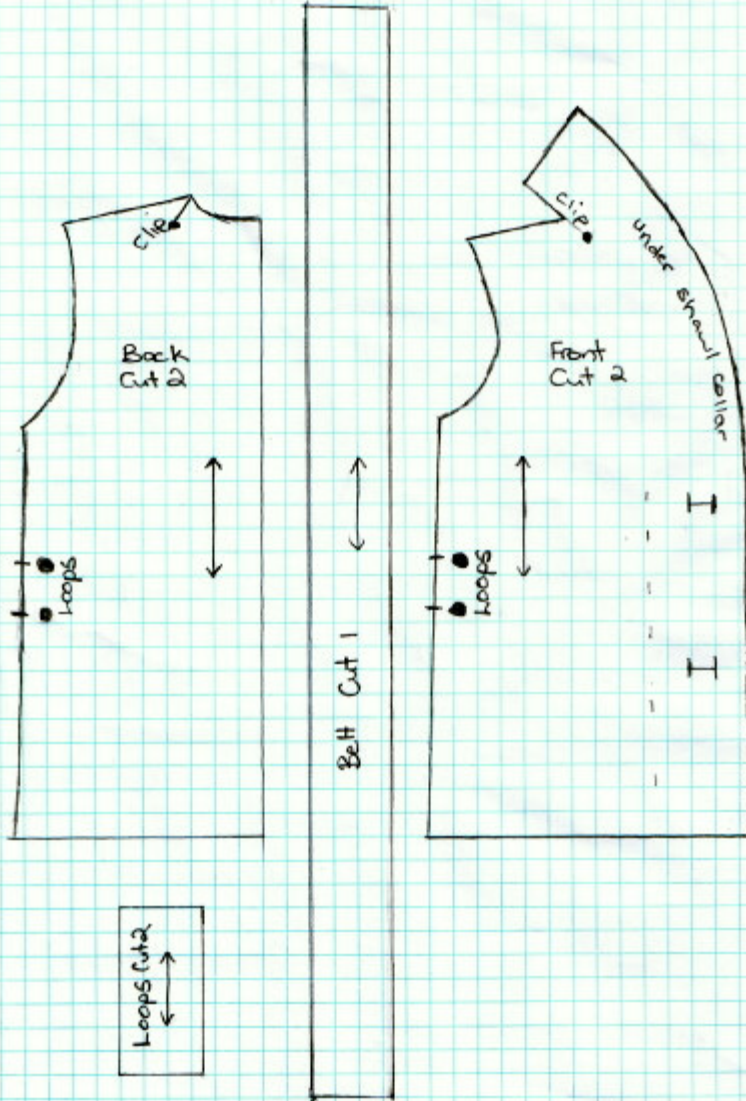 clip
Back
Cut 2
Loops
Belt Cut 1
clip
under shawl collar
Front
Cut 2
Loops
Loops Cut 2